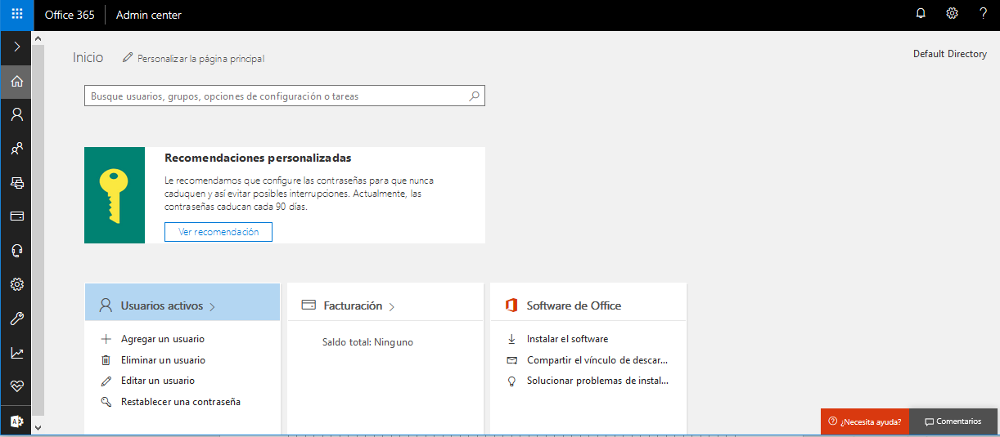 Office 365 Admin center ?
Inicio Personalizar la página principal Default Directory
Busque usuarios, grupos, opciones de configuración o tareas
Recomendaciones personalizadas
Le recomendamos que configure las contraseñas para que nunca
caduquen y así evitar posibles interrupciones. Actualmente, las
contraseñas caducan cada 90 días.
Ver recomendación
Usuarios activos
Agregar un usuario
Eliminar un usuario
Editar un usuario
Restablecer una contraseña
Facturación
Saldo total: Ninguno
Software de Office
Instalar el software
Compartir el vínculo de descar...
Solucionar problemas de instal...
A
¿Necesita ayuda? Comentarios